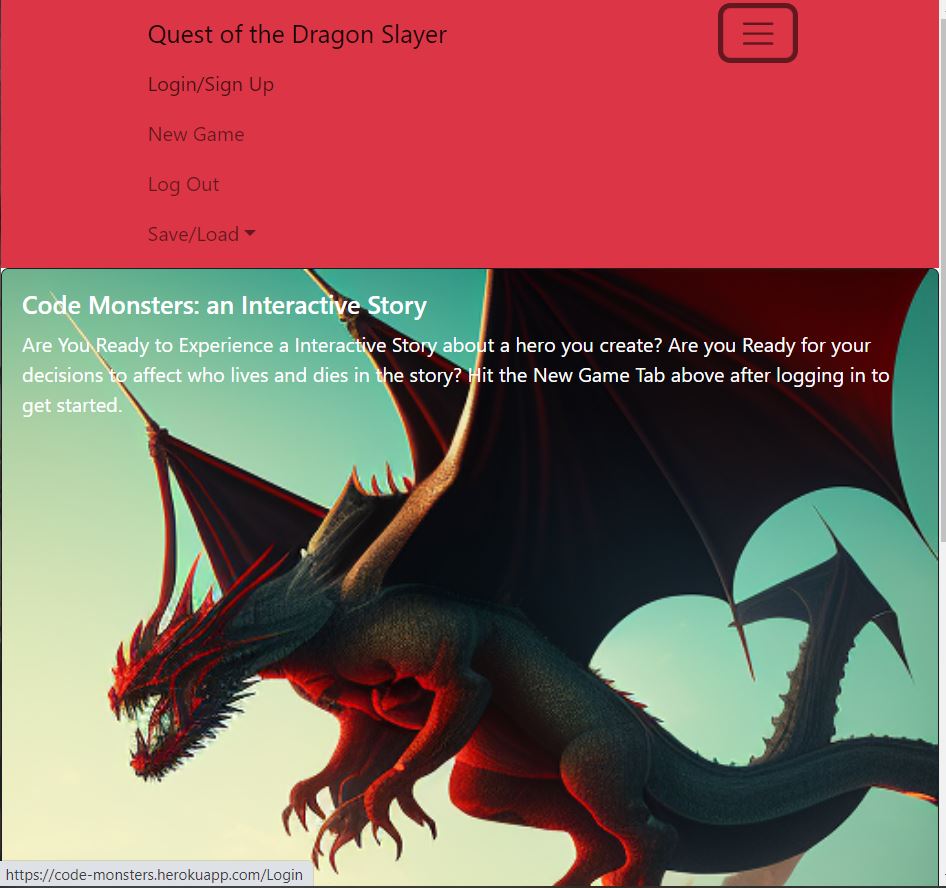 Quest of the Dragon Slayer
Login/Sign Up
New Game
Log Out
Save/Load
Code Monsters: an Interactive Story
Are You Ready to Experience a Interactive Story about a hero you create? Are you Ready for your
decisions to affect who lives and dies in the story? Hit the New Game Tab above after logging in to
get started.
https://code-monsters.herokuapp.com/Login